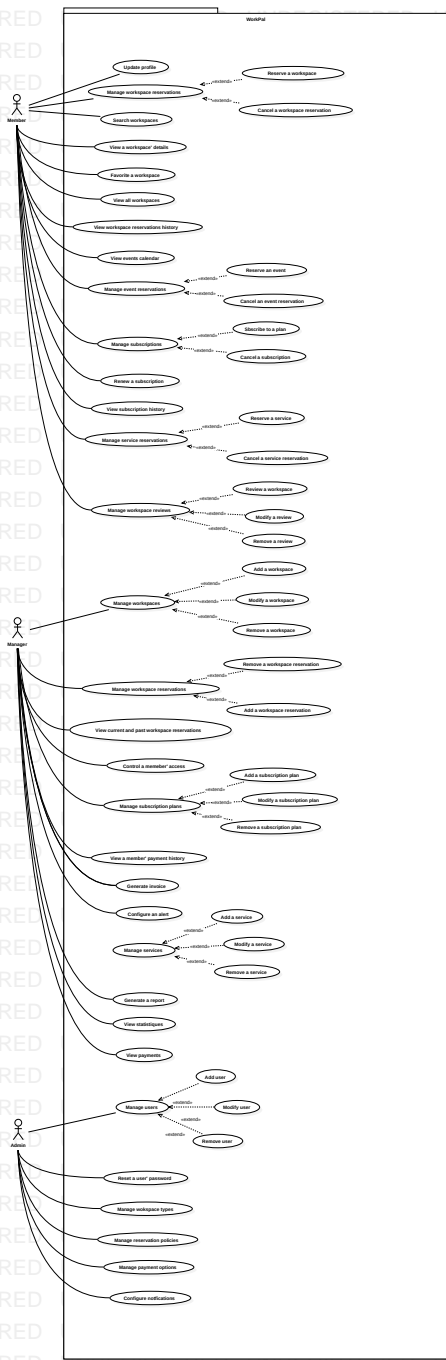 WorkPal
Update profile
Reserve a workspace
«extend»
Manage workspace reservations
«extend»
Cancel a workspace reservation
Member
Search workspaces
View a workspace' details
Favorite a workspace
View all workspaces
View workspace reservations history
View events calendar
Reserve an event
«extend»
Manage event reservations
«extend»
Cancel an event reservation
Sbscribe to a plan
«extend»
Manage subscriptions
«extend»
Cancel a subscription
Renew a subscription
View subscription history
Reserve a service
«extend»
Manage service reservations
«extend»
Cancel a service reservation
Review a workspace
«extend»
Manage workspace reviews
«extend»
Modify a review
«extend»
Remove a review
Add a workspace
«extend»
Manage workspaces
«extend»
Modify a workspace
«extend»
Remove a workspace
Manager
Remove a workspace reservation
«extend»
Manage workspace reservations
«extend»
Add a workspace reservation
View current and past workspace reservations
Control a memeber' access
Add a subscription plan
«extend»
Manage subscription plans
«extend»
Modify a subscription plan
«extend»
Remove a subscription plan
View a member' payment history
Generate invoice
Configure an alert
Add a service
«extend»
Manage services
«extend»
Modify a service
«extend»
Remove a service
Generate a report
View statistiques
View payments
Add user
«extend»
Manage users
Modify user
«extend»
«extend»
Remove user
Admin
Reset a user' password
Manage wokspace types
Manage reservation policies
Manage payment options
Configure notfications